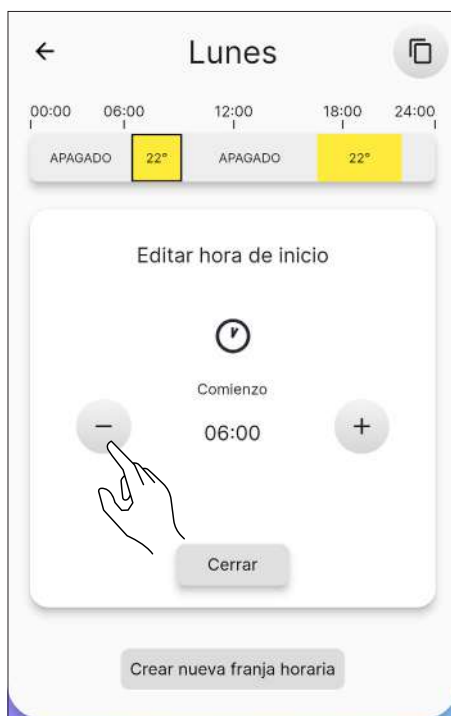 Lunes
00:00 06:00 12:00 18:00 24:00
APAGADO 22° APAGADO 22°
Editar hora de inicio
Comienzo
− 06:00 +
Cerrar
Crear nueva franja horaria